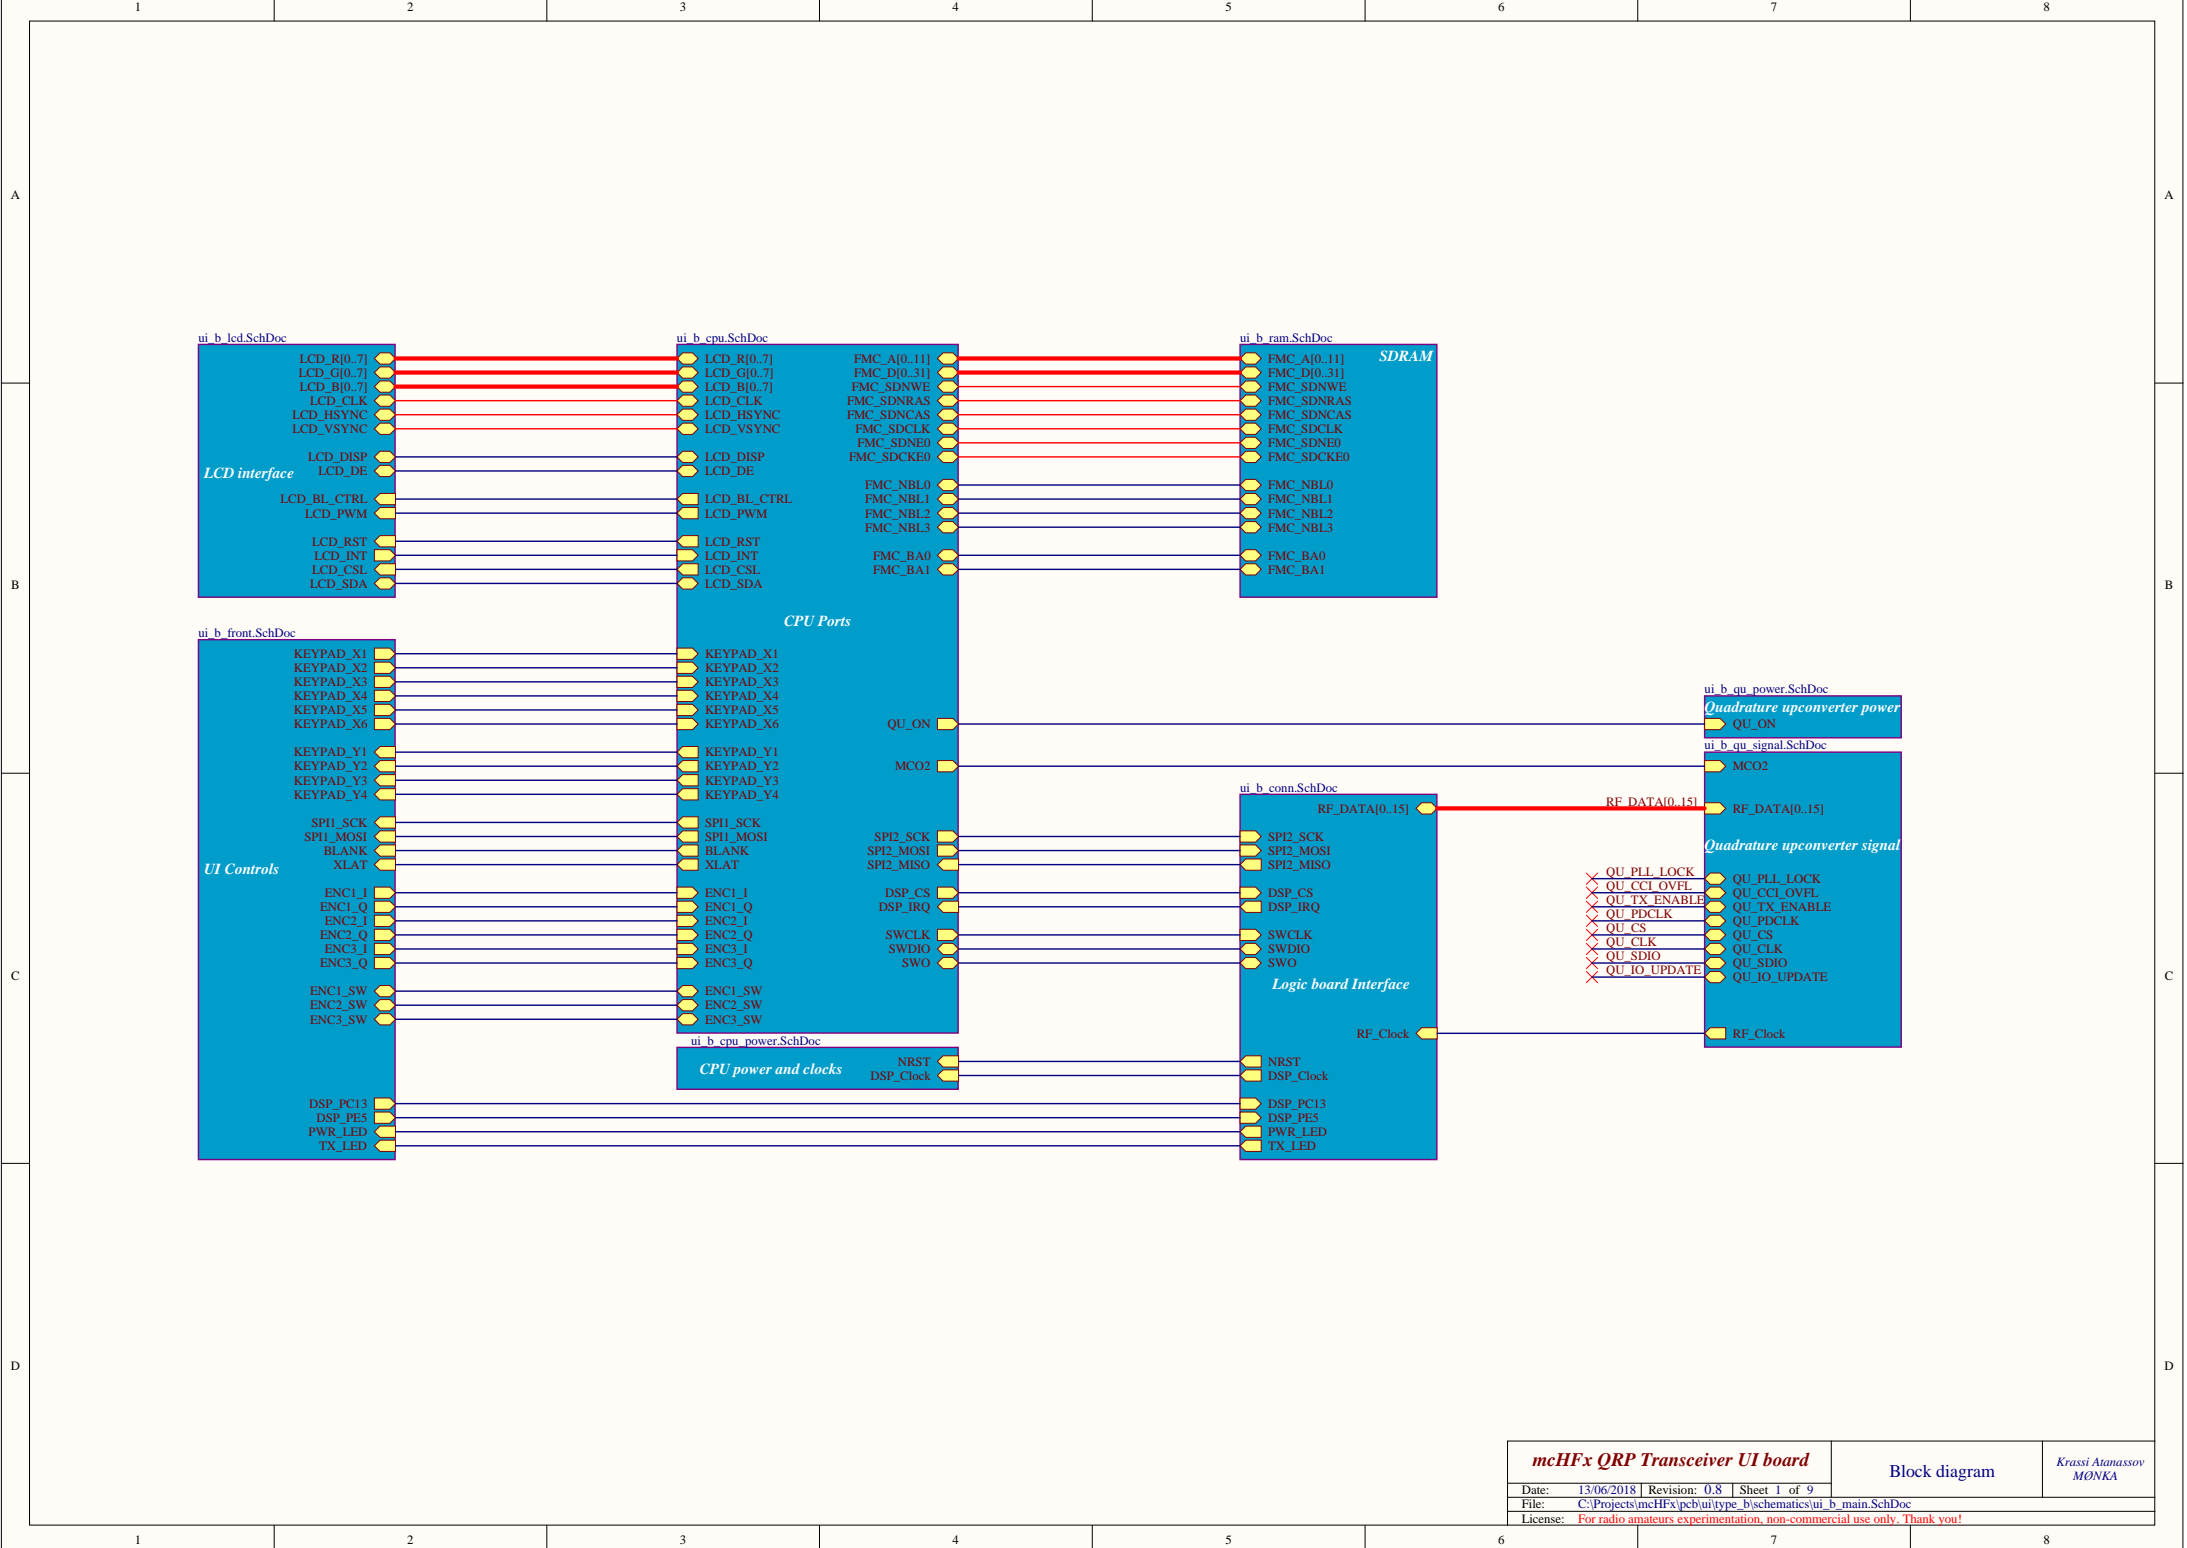 1 2 3 4 5 6 7 8
A A
B B
C C
D D
ui_b_lcd.SchDoc
LCD_R[0..7]
LCD_G[0..7]
LCD_B[0..7]
LCD_CLK
LCD_HSYNC
LCD_VSYNC
LCD_DISP
LCD_DE
LCD interface
LCD_BL_CTRL
LCD_PWM
LCD_RST
LCD_INT
LCD_CSL
LCD_SDA
ui_b_front.SchDoc
KEYPAD_X1
KEYPAD_X2
KEYPAD_X3
KEYPAD_X4
KEYPAD_X5
KEYPAD_X6
KEYPAD_Y1
KEYPAD_Y2
KEYPAD_Y3
KEYPAD_Y4
SPI1_SCK
SPI1_MOSI
BLANK
XLAT
UI Controls
ENC1_I
ENC1_Q
ENC2_I
ENC2_Q
ENC3_I
ENC3_Q
ENC1_SW
ENC2_SW
ENC3_SW
DSP_PC13
DSP_PE5
PWR_LED
TX_LED
ui_b_cpu.SchDoc
LCD_R[0..7]
LCD_G[0..7]
LCD_B[0..7]
LCD_CLK
LCD_HSYNC
LCD_VSYNC
LCD_DISP
LCD_DE
LCD_BL_CTRL
LCD_PWM
LCD_RST
LCD_INT
LCD_CSL
LCD_SDA
CPU Ports
KEYPAD_X1
KEYPAD_X2
KEYPAD_X3
KEYPAD_X4
KEYPAD_X5
KEYPAD_X6
KEYPAD_Y1
KEYPAD_Y2
KEYPAD_Y3
KEYPAD_Y4
SPI1_SCK
SPI1_MOSI
BLANK
XLAT
ENC1_I
ENC1_Q
ENC2_I
ENC2_Q
ENC3_I
ENC3_Q
ENC1_SW
ENC2_SW
ENC3_SW
FMC_A[0..11]
FMC_D[0..31]
FMC_SDNWE
FMC_SDNRAS
FMC_SDNCAS
FMC_SDCLK
FMC_SDNE0
FMC_SDCKE0
FMC_NBL0
FMC_NBL1
FMC_NBL2
FMC_NBL3
FMC_BA0
FMC_BA1
QU_ON
MCO2
SPI2_SCK
SPI2_MOSI
SPI2_MISO
DSP_CS
DSP_IRQ
SWCLK
SWDIO
SWO
ui_b_cpu_power.SchDoc
CPU power and clocks
NRST
DSP_Clock
ui_b_ram.SchDoc
SDRAM
FMC_A[0..11]
FMC_D[0..31]
FMC_SDNWE
FMC_SDNRAS
FMC_SDNCAS
FMC_SDCLK
FMC_SDNE0
FMC_SDCKE0
FMC_NBL0
FMC_NBL1
FMC_NBL2
FMC_NBL3
FMC_BA0
FMC_BA1
ui_b_conn.SchDoc
RF_DATA[0..15]
SPI2_SCK
SPI2_MOSI
SPI2_MISO
DSP_CS
DSP_IRQ
SWCLK
SWDIO
SWO
Logic board Interface
RF_Clock
NRST
DSP_Clock
DSP_PC13
DSP_PE5
PWR_LED
TX_LED
ui_b_qu_power.SchDoc
Quadrature upconverter power
QU_ON
ui_b_qu_signal.SchDoc
MCO2
RF_DATA[0..15]
RF_DATA[0..15]
Quadrature upconverter signal
QU_PLL_LOCK QU_PLL_LOCK
QU_CCI_OVFL QU_CCI_OVFL
QU_TX_ENABLE QU_TX_ENABLE
QU_PDCLK QU_PDCLK
QU_CS QU_CS
QU_CLK QU_CLK
QU_SDIO QU_SDIO
QU_IO_UPDATE QU_IO_UPDATE
RF_Clock
mcHFx QRP Transceiver UI board
Block diagram
Krassi Atanassov
MØNKA
Date: 13/06/2018 Revision: 0.8 Sheet 1 of 9
File: C:\Projects\mcHFx\pcb\ui\type_b\schematics\ui_b_main.SchDoc
License: For radio amateurs experimentation, non-commercial use only. Thank you!
1 2 3 4 5 6 7 8